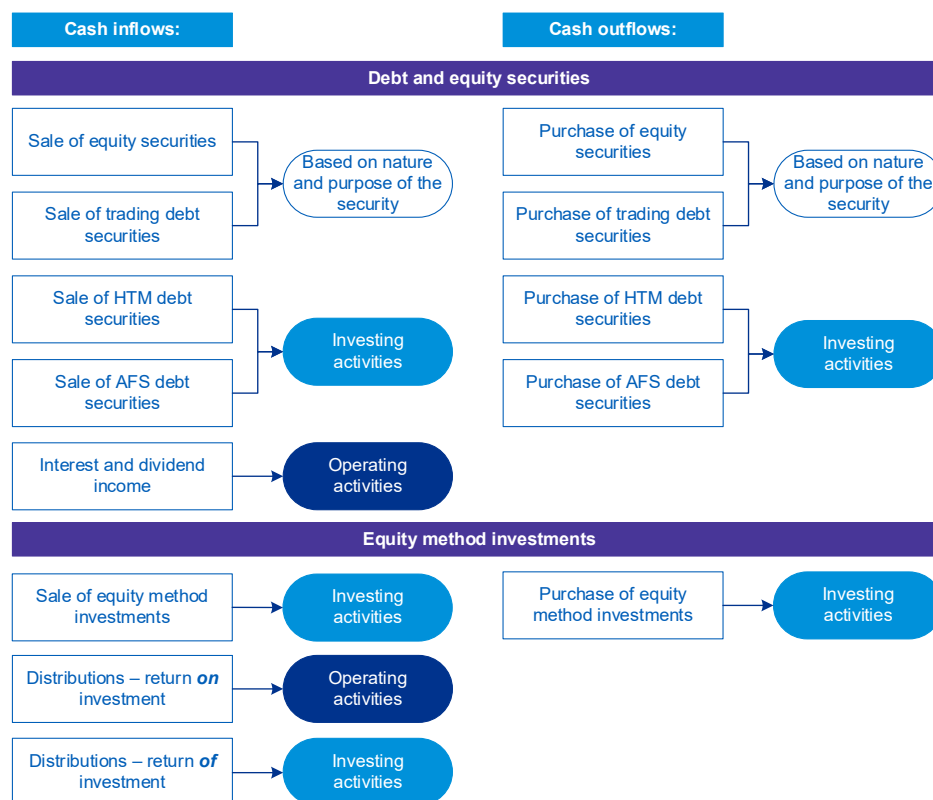 Cash inflows:
Cash outflows:
Debt and equity securities
Sale of equity securities
Based on nature
and purpose of the
security
Sale of trading debt
securities
Purchase of equity
securities
Based on nature
and purpose of the
security
Purchase of trading debt
securities
Sale of HTM debt
securities
Investing
activities
Sale of AFS debt
securities
Purchase of HTM debt
securities
Investing
activities
Purchase of AFS debt
securities
Interest and dividend
income
Operating
activities
Equity method investments
Sale of equity method
investments
Investing
activities
Purchase of equity
method investments
Investing
activities
Distributions – return on
investment
Operating
activities
Distributions – return of
investment
Investing
activities